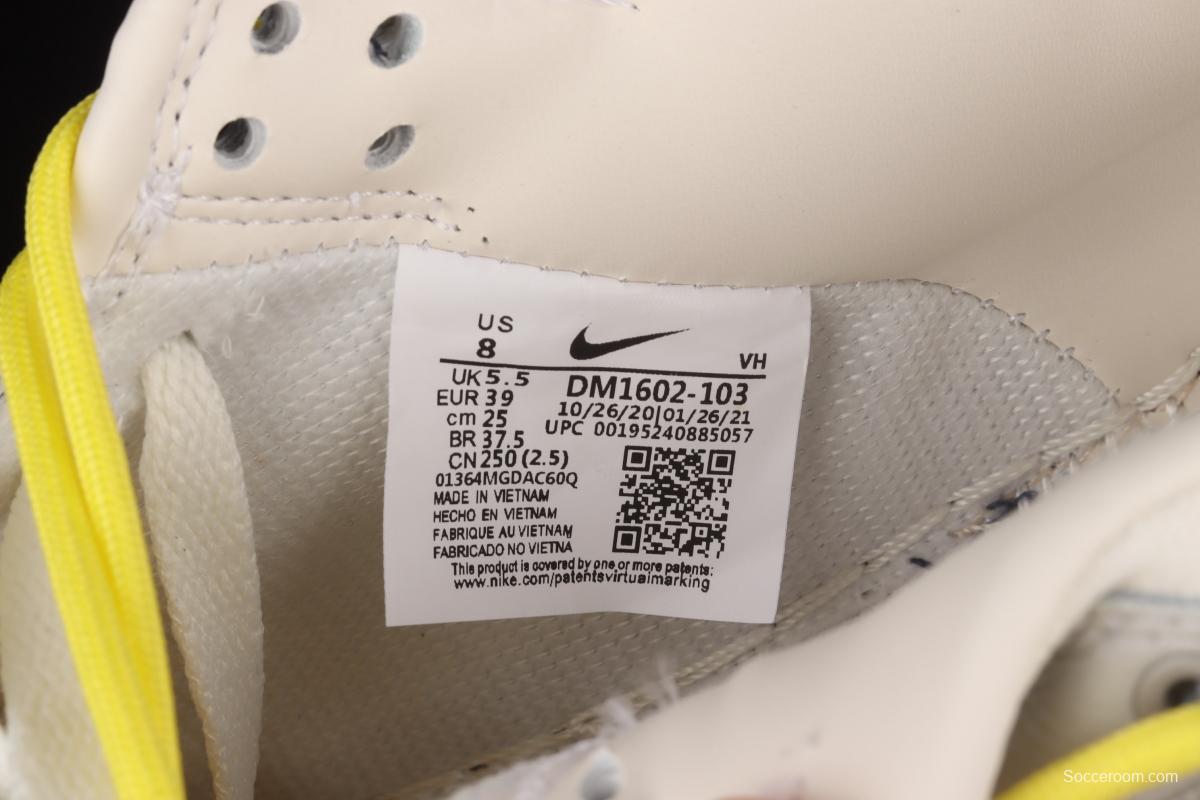 US
8
VH
UK 5.5
EUR 39
cm 25
BR 37.5
CN 250 (2.5)
DM1602-103
10/26/20|01/26/21
UPC 00195240885057
01364MGDAC60Q
MADE IN VIETNAM
HECHO EN VIETNAM
FABRIQUE AU VIETNAM
FABRICADO NO VIETNA
This product is covered by one or more patents:
www.nike.com/patentsvirtualmarking
Socceroom.com